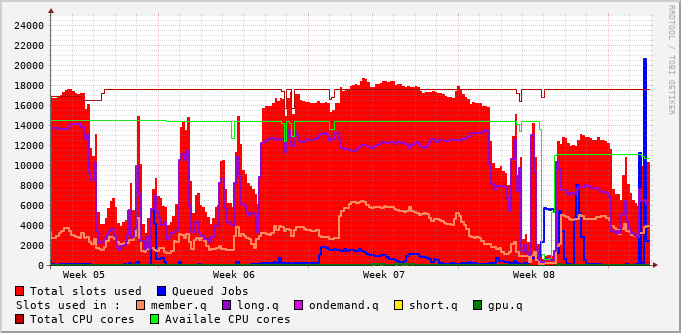 RRDTOOL / TOBI OETIKER
24000
22000
20000
18000
16000
14000
12000
10000
8000
6000
4000
2000
0
Week 05 Week 06 Week 07 Week 08
Total slots used Queued Jobs
Slots used in : member.q long.q ondemand.q short.q gpu.q
Total CPU cores Availale CPU cores